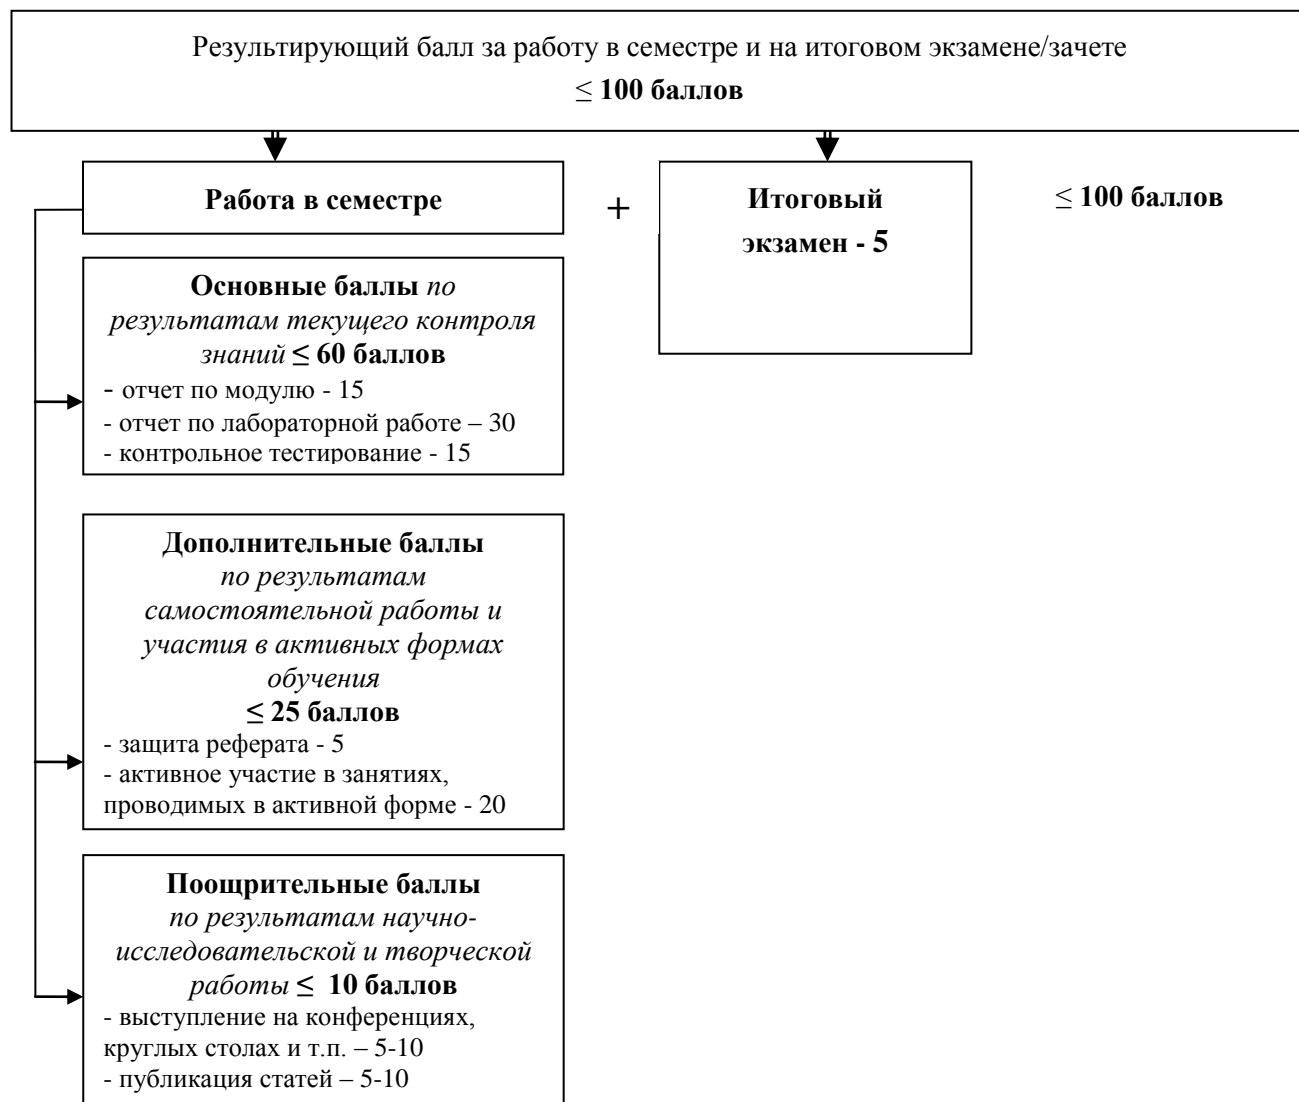 Результирующий балл за работу в семестре и на итоговом экзамене/зачете
≤ 100 баллов
Работа в семестре
+
Итоговый
экзамен - 5
≤ 100 баллов
Основные баллы по
результатам текущего контроля
знаний ≤ 60 баллов
- отчет по модулю - 15
- отчет по лабораторной работе – 30
- контрольное тестирование - 15
Дополнительные баллы
по результатам
самостоятельной работы и
участия в активных формах
обучения
≤ 25 баллов
- защита реферата - 5
- активное участие в занятиях,
проводимых в активной форме - 20
Поощрительные баллы
по результатам научно-
исследовательской и творческой
работы ≤ 10 баллов
- выступление на конференциях,
круглых столах и т.п. – 5-10
- публикация статей – 5-10